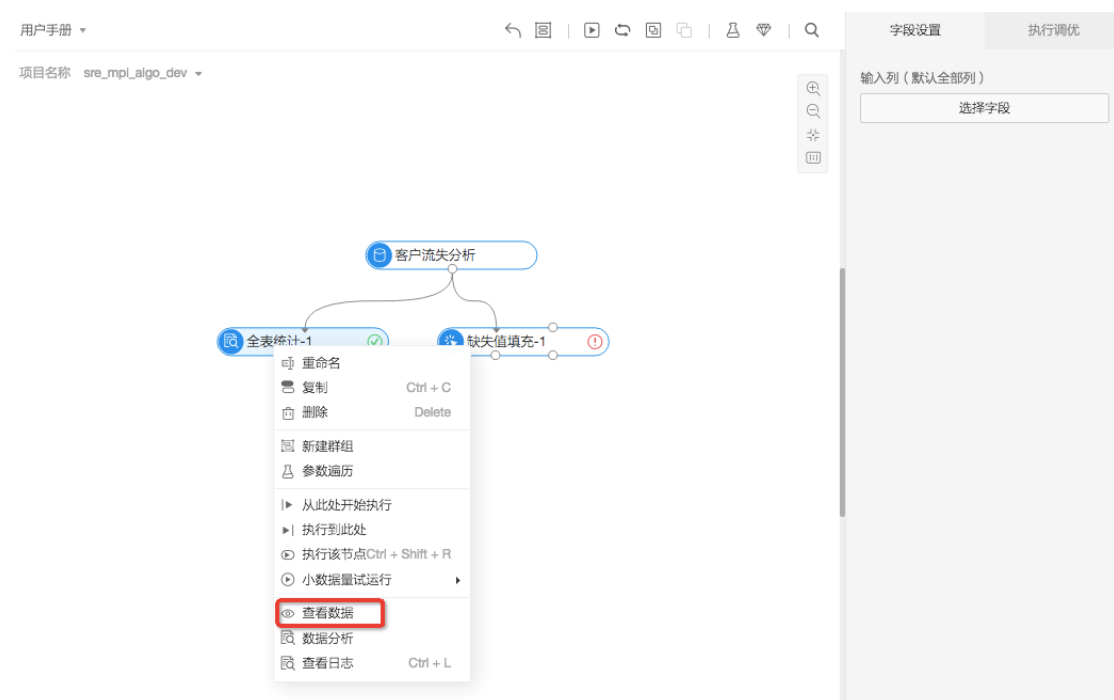 用户手册
字段设置
执行调优
项目名称 sre_mpi_algo_dev
输入列（默认全部列）
选择字段
客户流失分析
全表统计-1
缺失值填充-1
重命名
复制 Ctrl + C
删除 Delete
新建群组
参数遍历
从此处开始执行
执行到此处
执行该节点Ctrl + Shift + R
小数据量试运行
查看数据
数据分析
查看日志 Ctrl + L